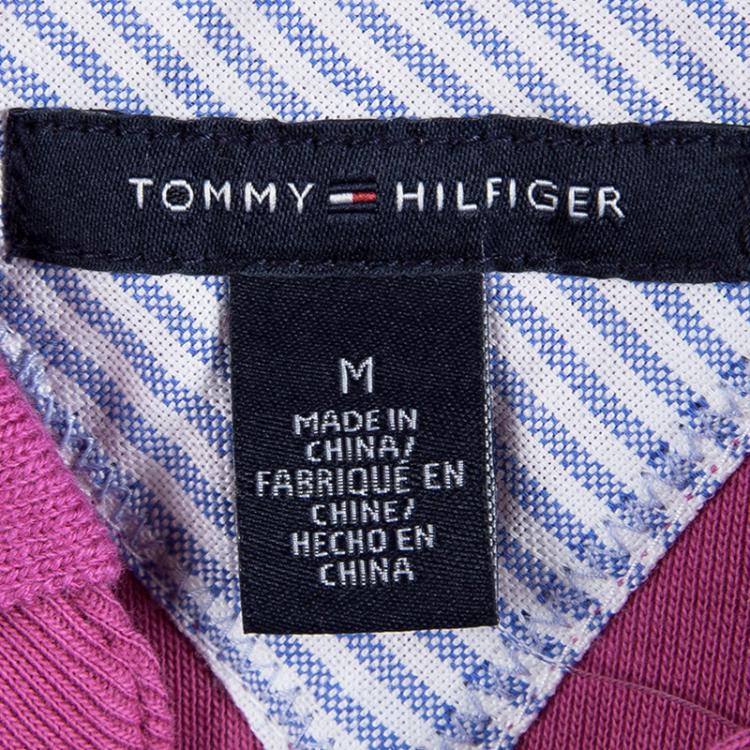 TOMMY HILFIGER
M
MADE IN
CHINA/
FABRIQUÉ EN
CHINE/
HECHO EN
CHINA